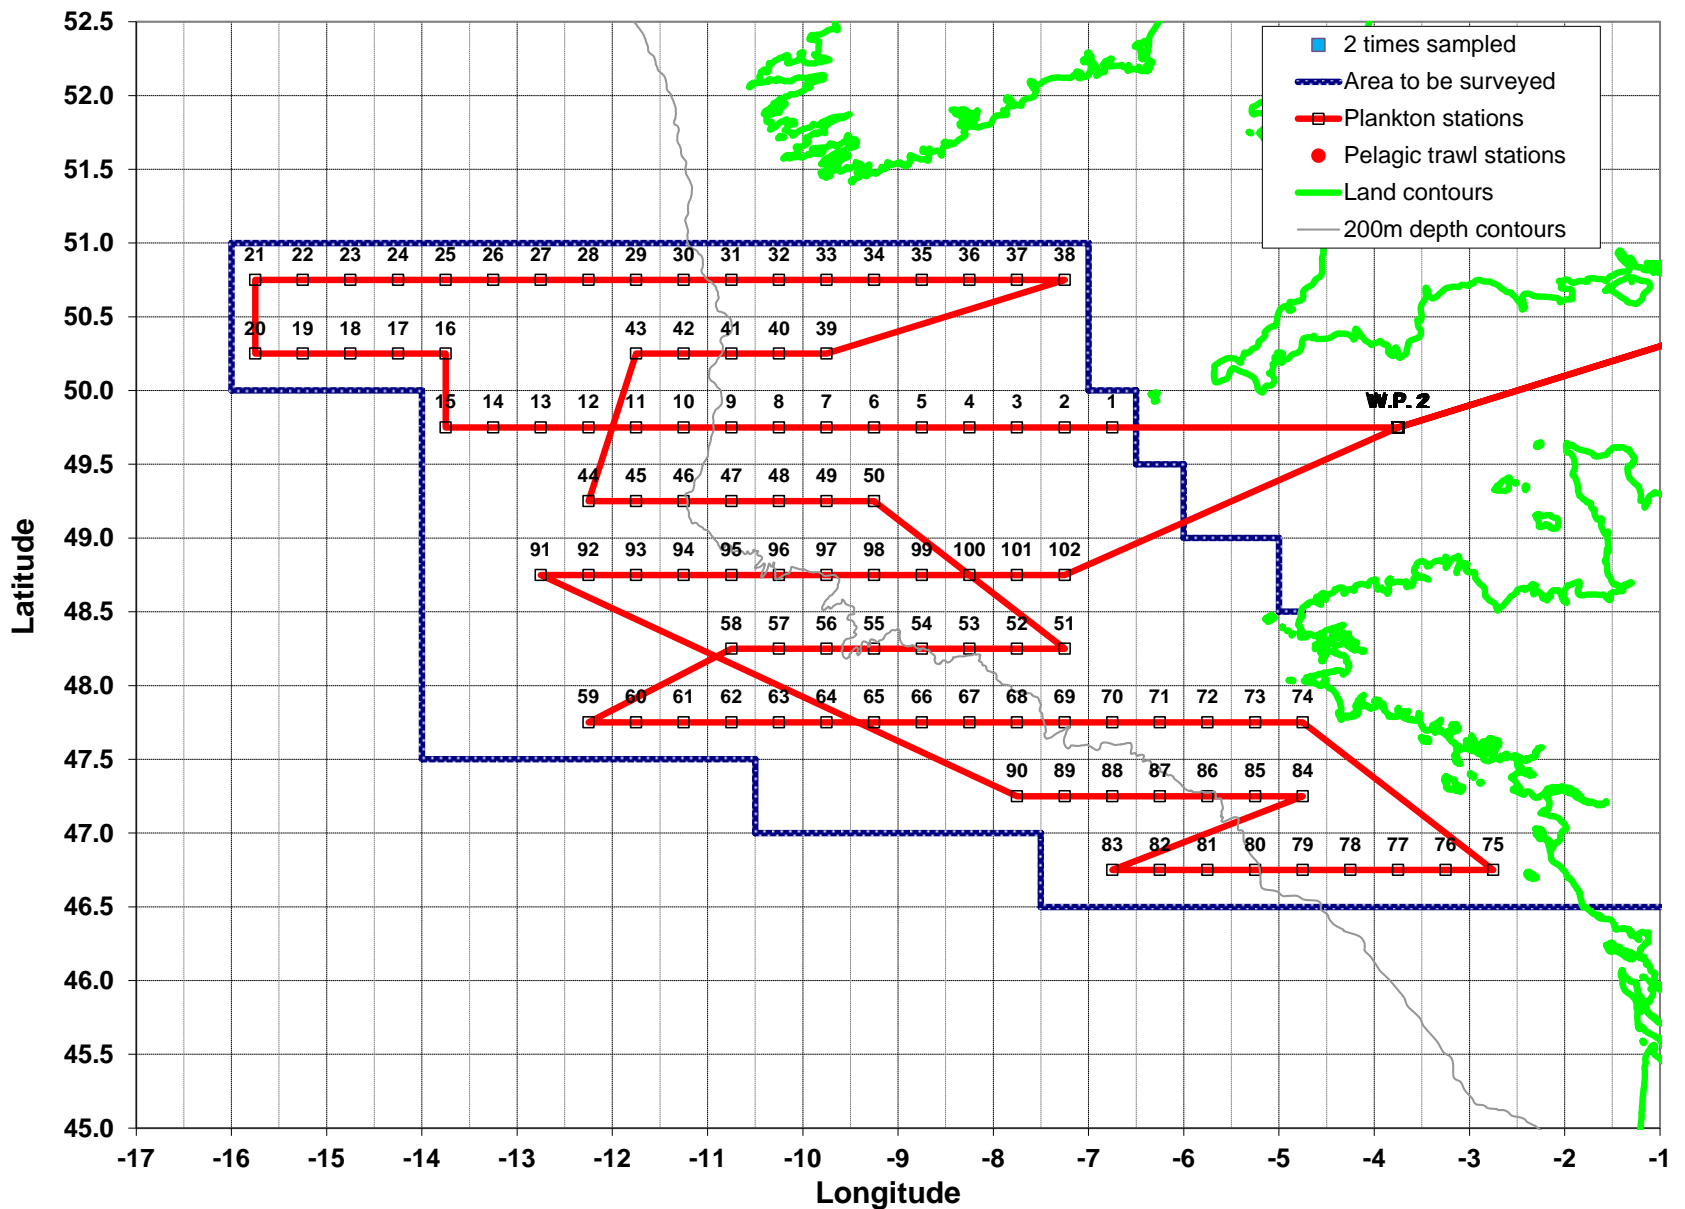 52.5
52.0
51.5
51.0
50.5
50.0
49.5
49.0
48.5
48.0
47.5
47.0
46.5
46.0
45.5
45.0
Latitude
2 times sampled
Area to be surveyed
Plankton stations
Pelagic trawl stations
Land contours
200m depth contours
21 22 23 24 25 26 27 28 29 30 31 32 33 34 35 36 37 38
20 19 18 17 16 43 42 41 40 39
15 14 13 12 11 10 9 8 7 6 5 4 3 2 1 W.P. 2
44 45 46 47 48 49 50
91 92 93 94 95 96 97 98 99 100 101 102
58 57 56 55 54 53 52 51
59 60 61 62 63 64 65 66 67 68 69 70 71 72 73 74
90 89 88 87 86 85 84
83 82 81 80 79 78 77 76 75
-17 -16 -15 -14 -13 -12 -11 -10 -9 -8 -7 -6 -5 -4 -3 -2 -1
Longitude